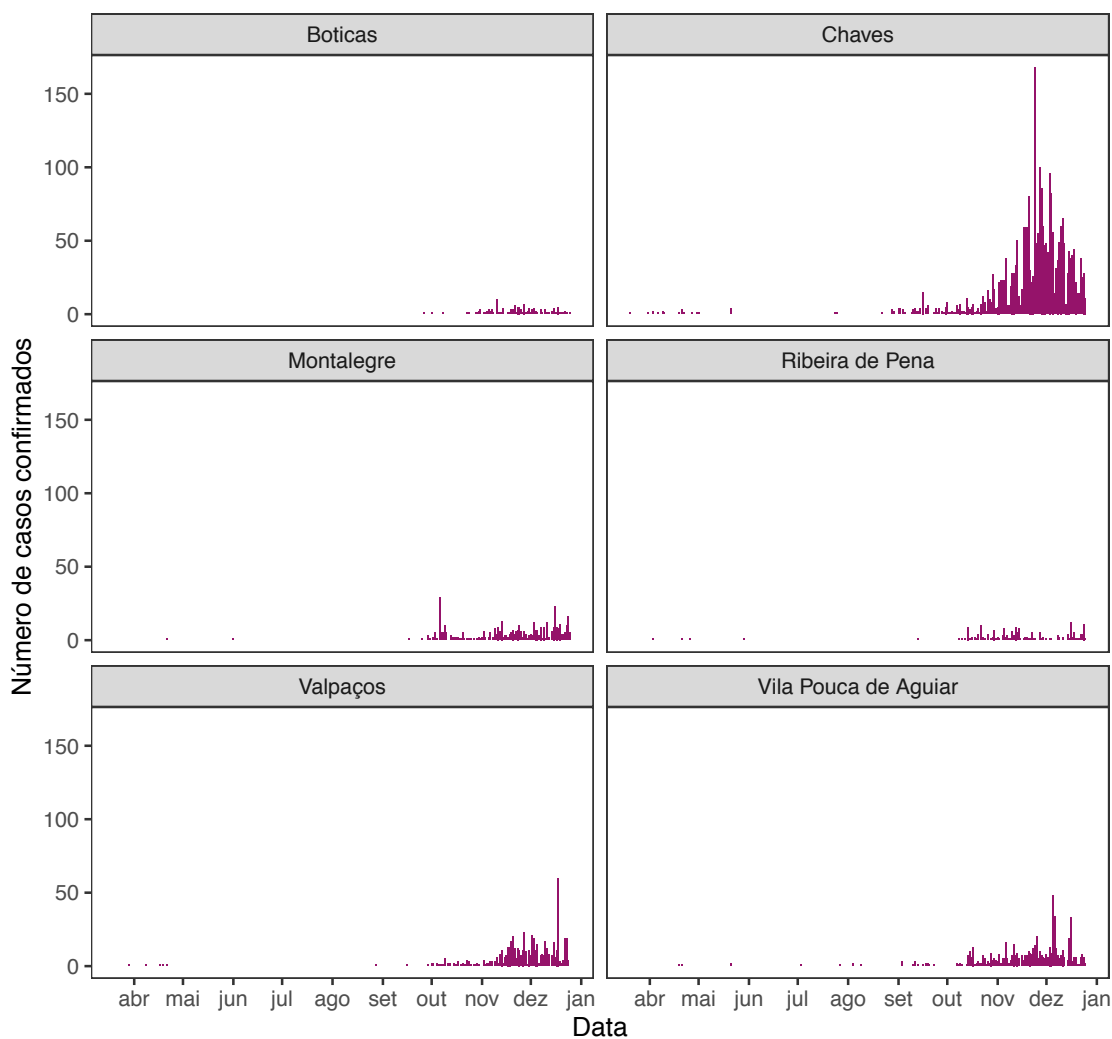 Boticas
Chaves
150
100
50
0
Montalegre
Ribeira de Pena
150
100
50
0
Valpaços
Vila Pouca de Aguiar
150
100
50
0
abr mai jun jul ago set out nov dez jan
abr mai jun jul ago set out nov dez jan
Data
Número de casos confirmados